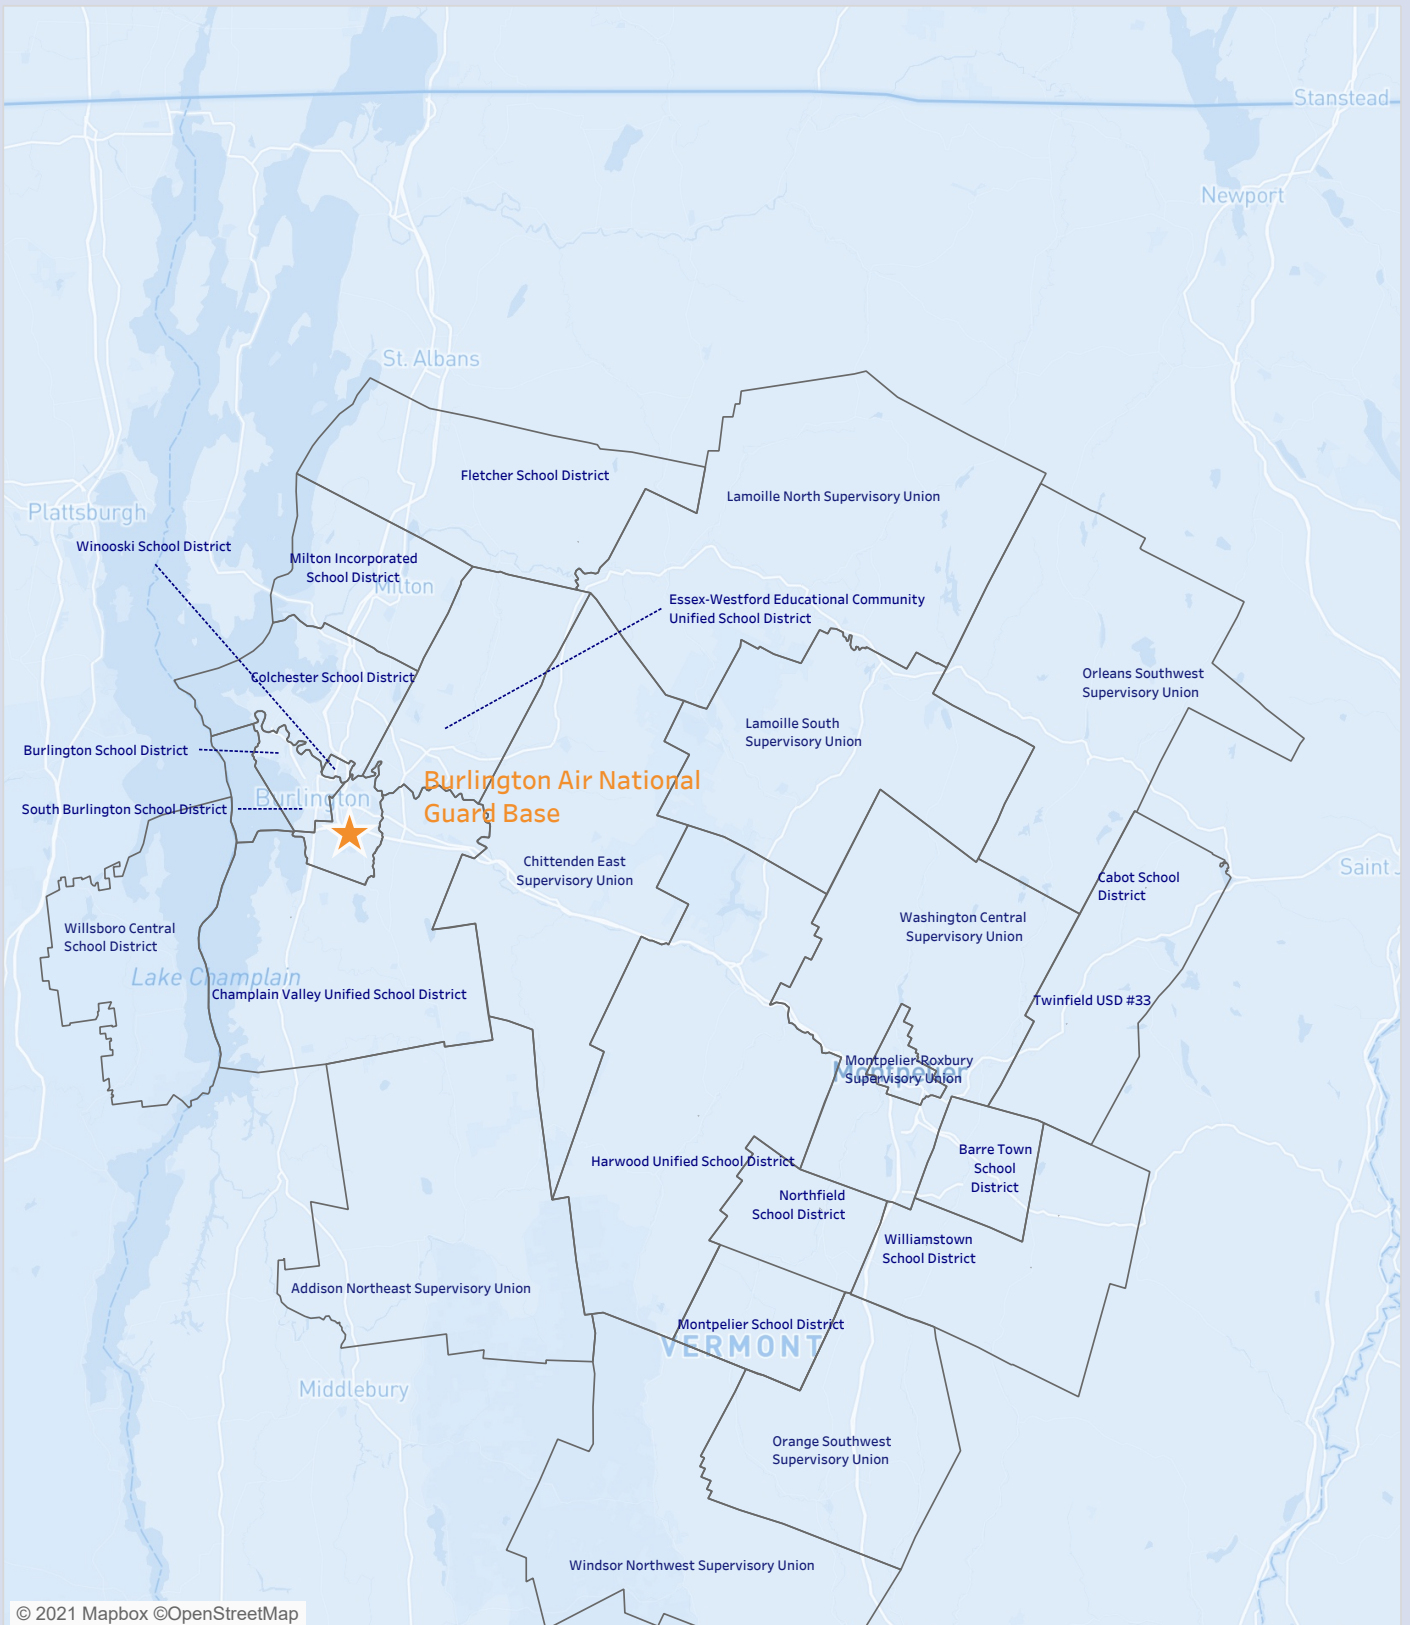 Stanstead
Newport
St. Albans
Fletcher School District
Lamoille North Supervisory Union
Plattsburgh
Winooski School District
Milton Incorporated
School District
Milton
Essex-Westford Educational Community
Unified School District
Colchester School District
Orleans Southwest
Supervisory Union
Lamoille South
Supervisory Union
Burlington School District
Burlington Air National
Guard Base
Burlington
South Burlington School District
Chittenden East
Supervisory Union
Saint J
Cabot School
District
Washington Central
Supervisory Union
Willsboro Central
School District
Lake Champlain
Champlain Valley Unified School District
Twinfield USD #33
Montpelier-Roxbury
Supervisory Union
Montpelier
Barre Town
School
District
Harwood Unified School District
Northfield
School District
Williamstown
School District
Addison Northeast Supervisory Union
Montpelier School District
VERMONT
Middlebury
Orange Southwest
Supervisory Union
Windsor Northwest Supervisory Union
© 2021 Mapbox ©OpenStreetMap